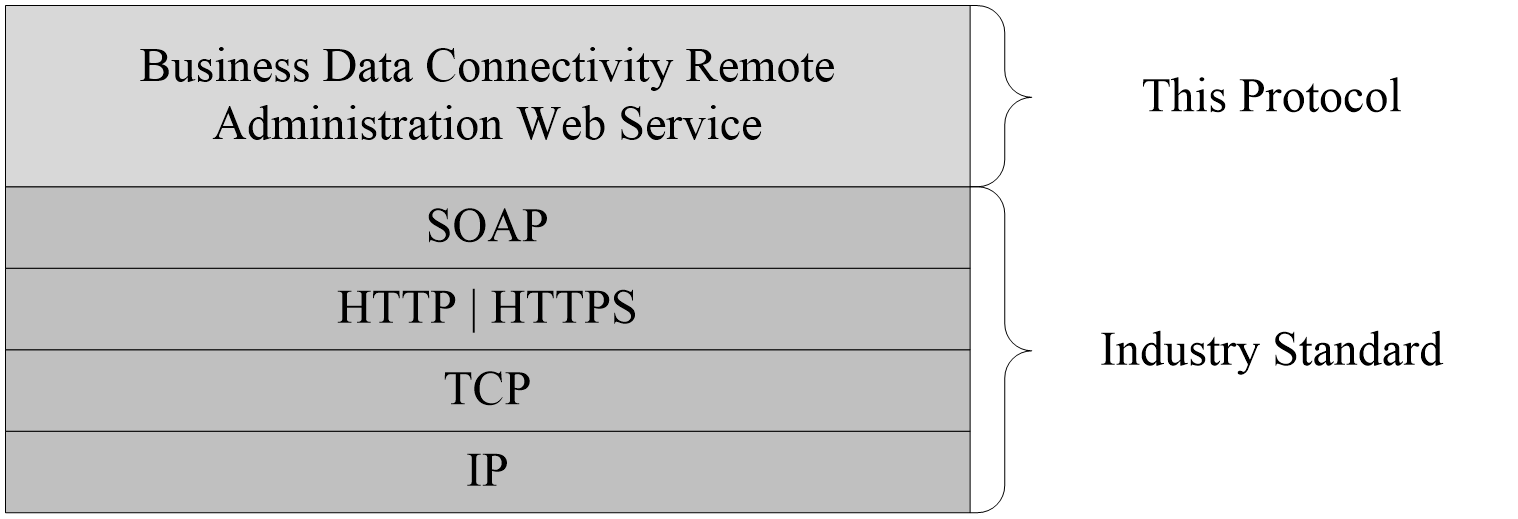 Business Data Connectivity Remote
Administration Web Service
This Protocol
SOAP
HTTP | HTTPS
TCP
IP
Industry Standard